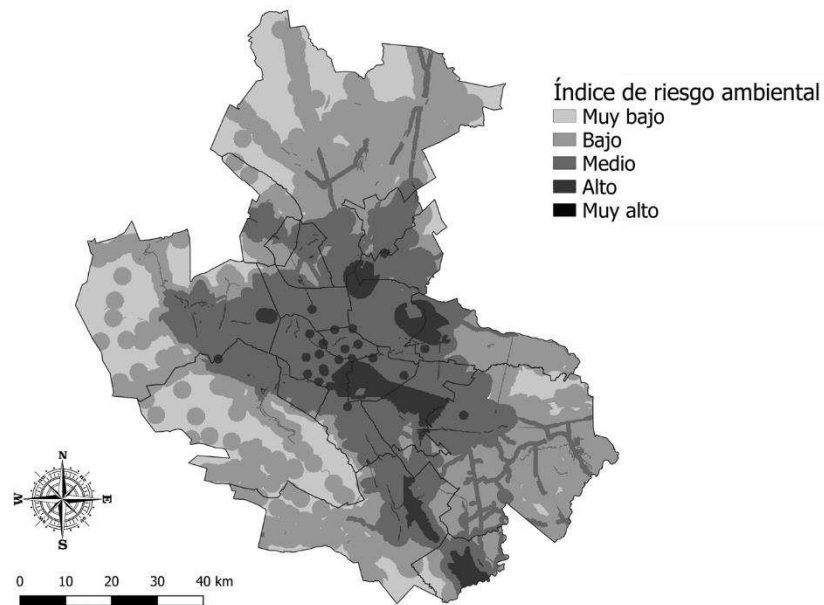 Índice de riesgo ambiental
Muy bajo
Bajo
Medio
Alto
Muy alto
N
W E
S
0 10 20 30 40 km